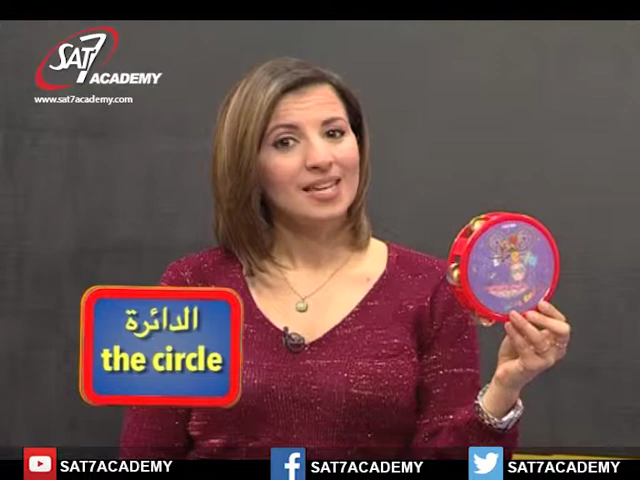 SAT7
ACADEMY
www.sat7academy.com
الدائرة
the circle
SAT7ACADEMY
SAT7ACADEMY
SAT7ACADEMY